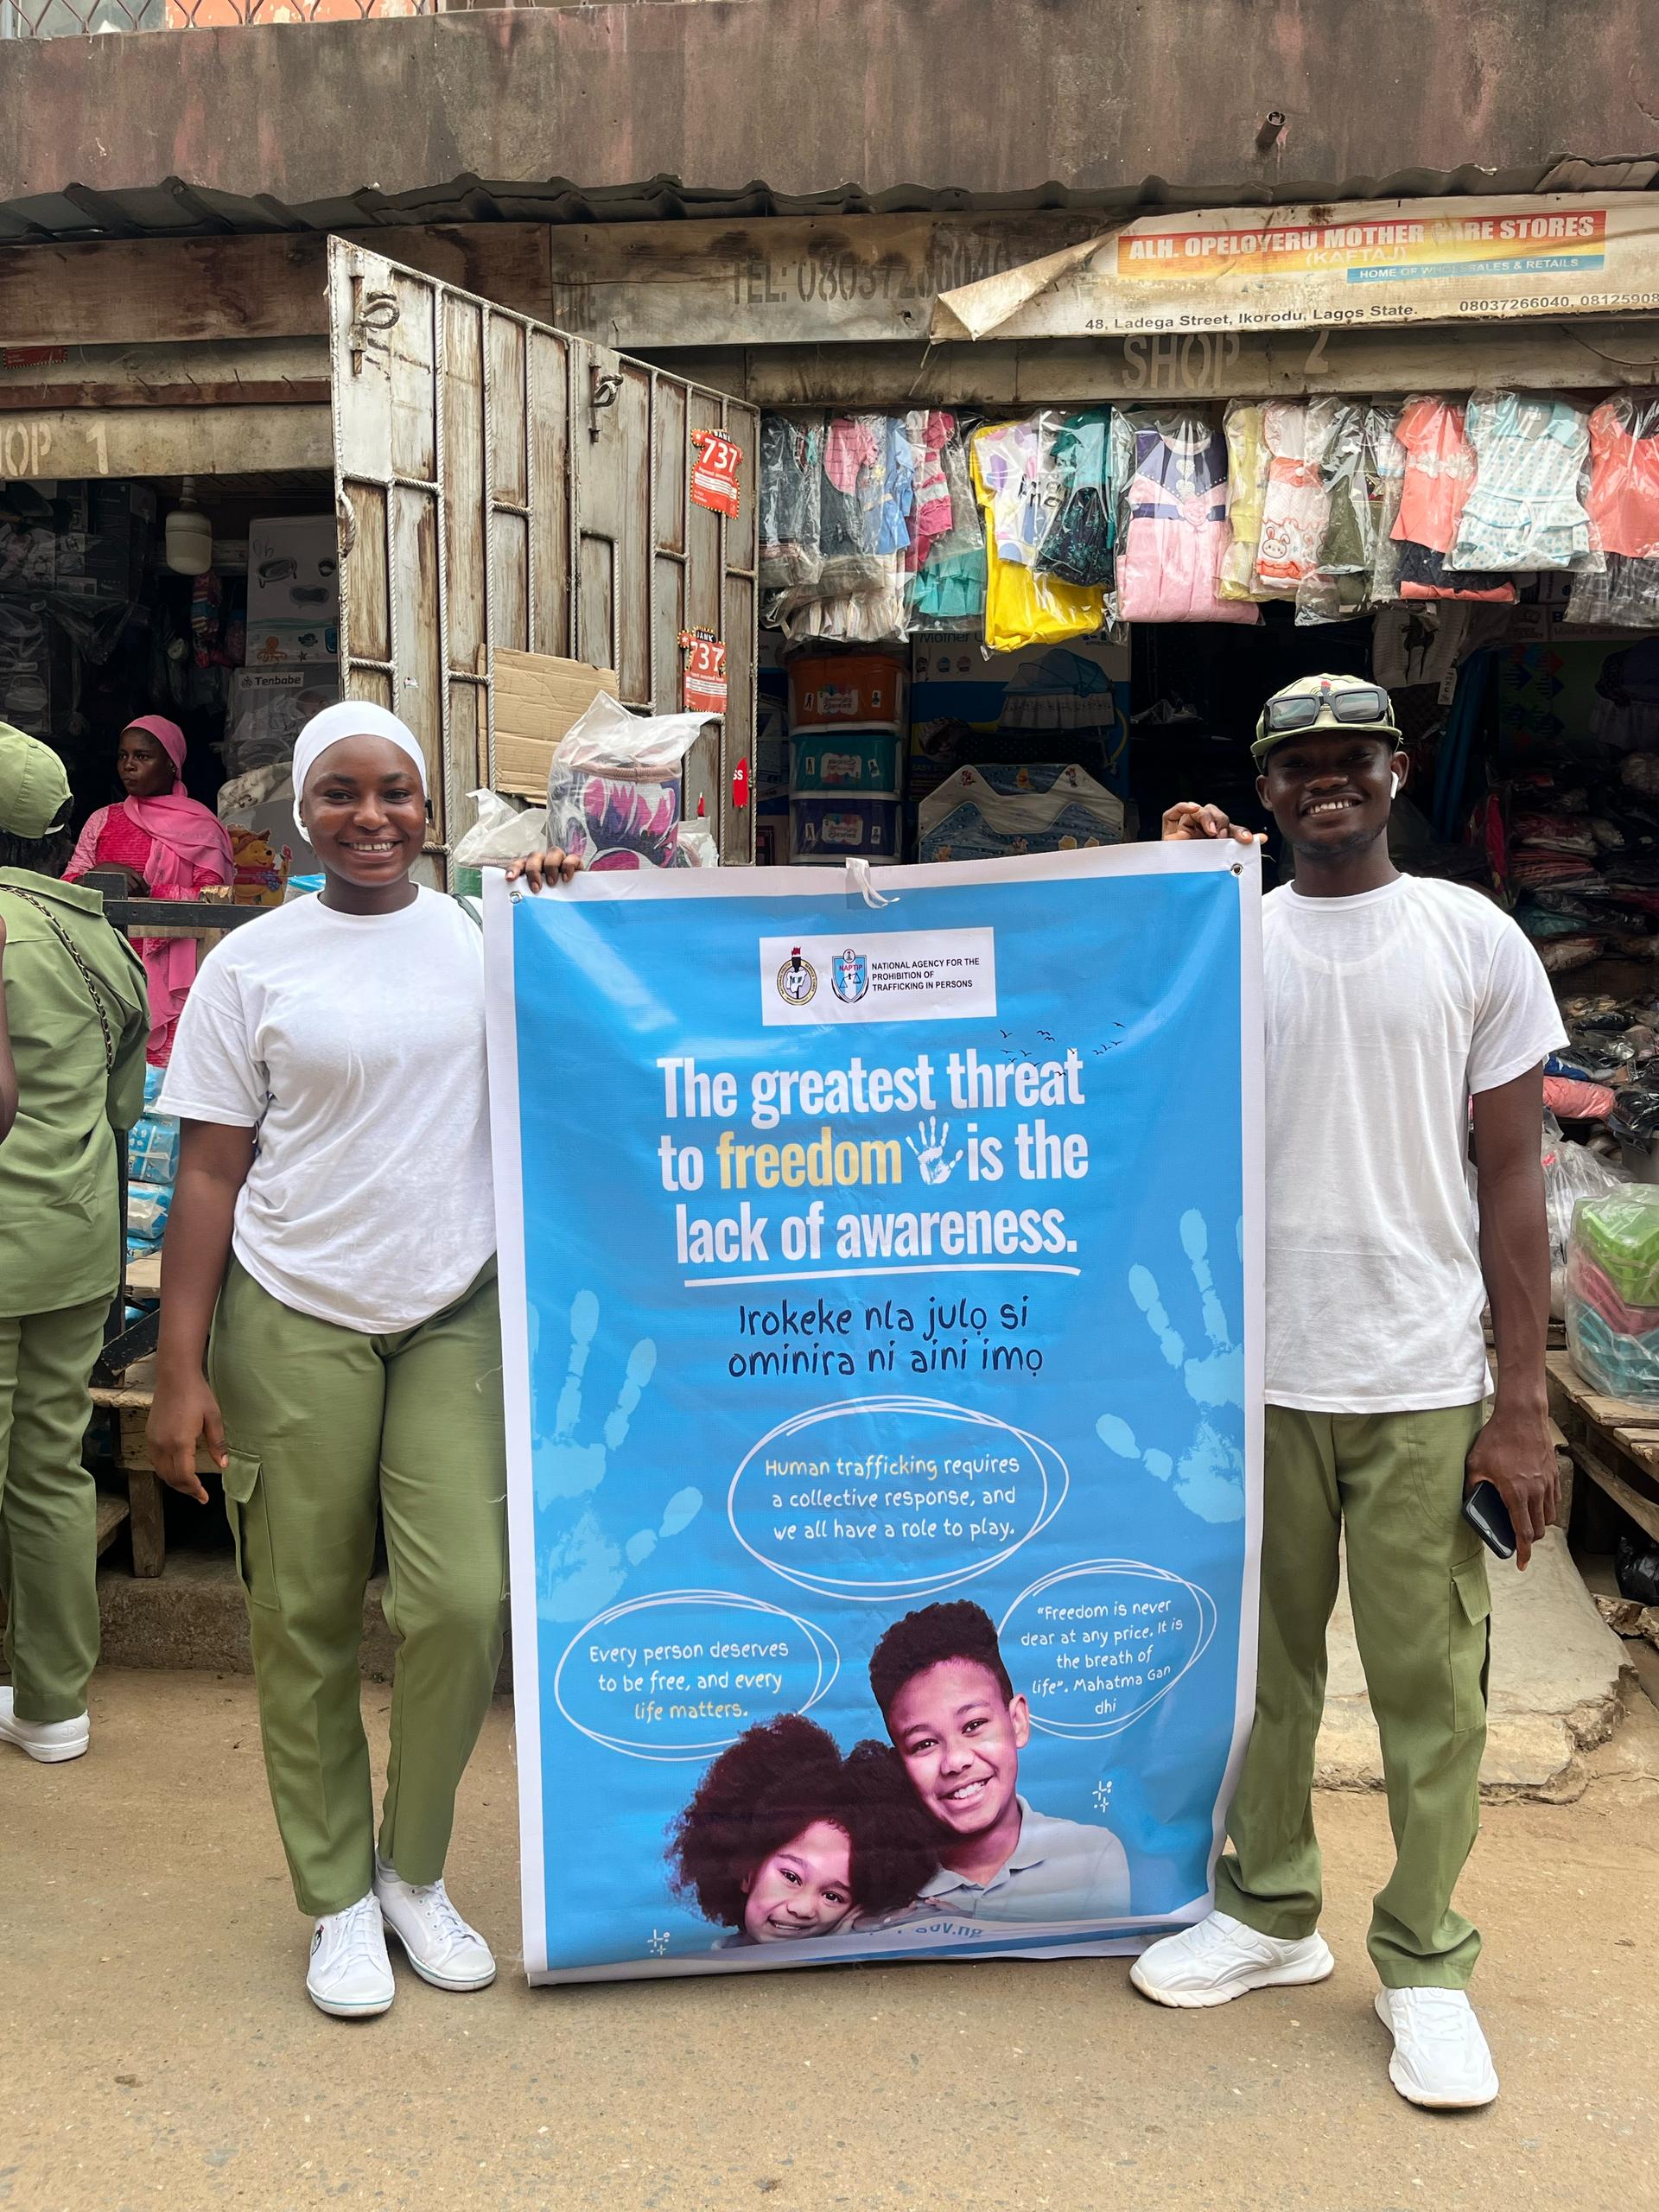 ALH. OPELOYERU MOTHER CARE STORES
(KAFTAJ)
HOME OF WHOLESALES & RETAILS
48, Ladega Street, Ikorodu, Lagos State.
08037266040, 08125908
TEL: 08037266040
SHOP 2
OP 1
737
737
Tenbabe
NAPTIP
NATIONAL AGENCY FOR THE
PROHIBITION OF
TRAFFICKING IN PERSONS
The greatest threat
to freedom is the
lack of awareness.
Irokeke nla julọ si
ominira ni aini imọ
Human trafficking requires
a collective response, and
we all have a role to play.
"Freedom is never
dear at any price. It is
the breath of
life". Mahatma Gan
dhi
Every person deserves
to be free, and every
life matters.